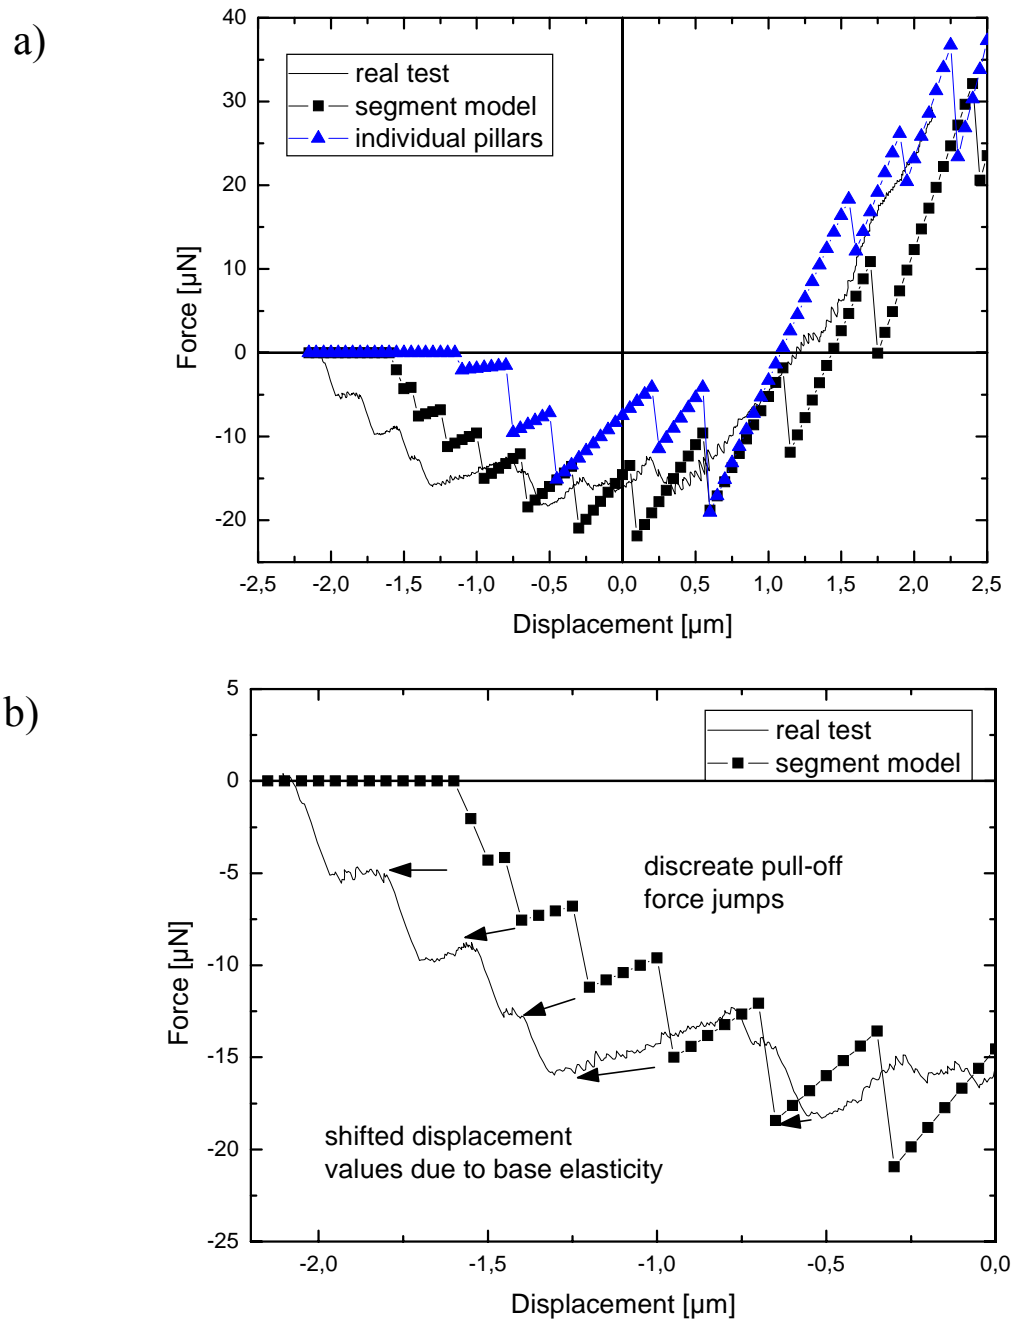 a)
40
30
20
10
0
-10
-20
Force [µN]
real test
segment model
individual pillars
-2,5 -2,0 -1,5 -1,0 -0,5 0,0 0,5 1,0 1,5 2,0 2,5
Displacement [µm]
b)
5
0
-5
-10
-15
-20
-25
Force [µN]
real test
segment model
discreate pull-off
force jumps
shifted displacement
values due to base elasticity
-2,0 -1,5 -1,0 -0,5 0,0
Displacement [µm]